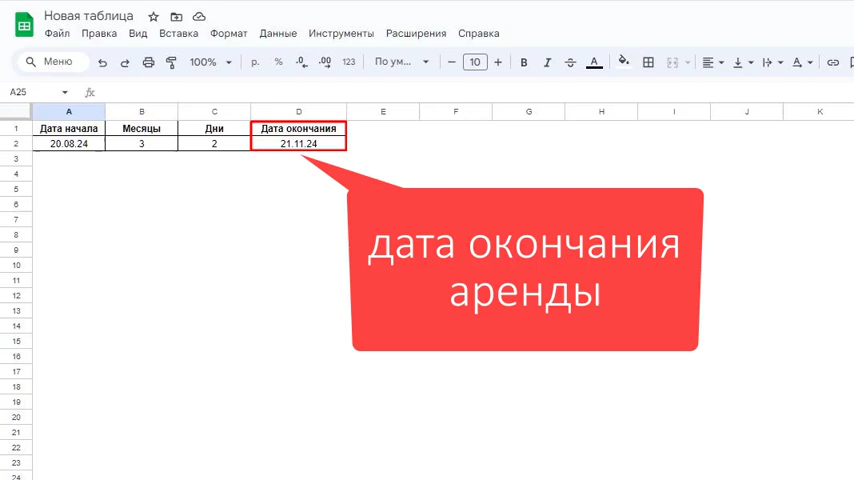 Новая таблица
Файл Правка Вид Вставка Формат Данные Инструменты Расширения Справка
Меню 100% р. % .0 .00 123 По ум... − 10 + B I S A A
A25 fx
A B C D E F G H I J K
1 Дата начала Месяцы Дни Дата окончания
2 20.08.24 3 2 21.11.24
3
4
5
6
7
8
9
10
11
12
13
14
15
16
17
18
19
20
21
22
23
24
дата окончания
аренды